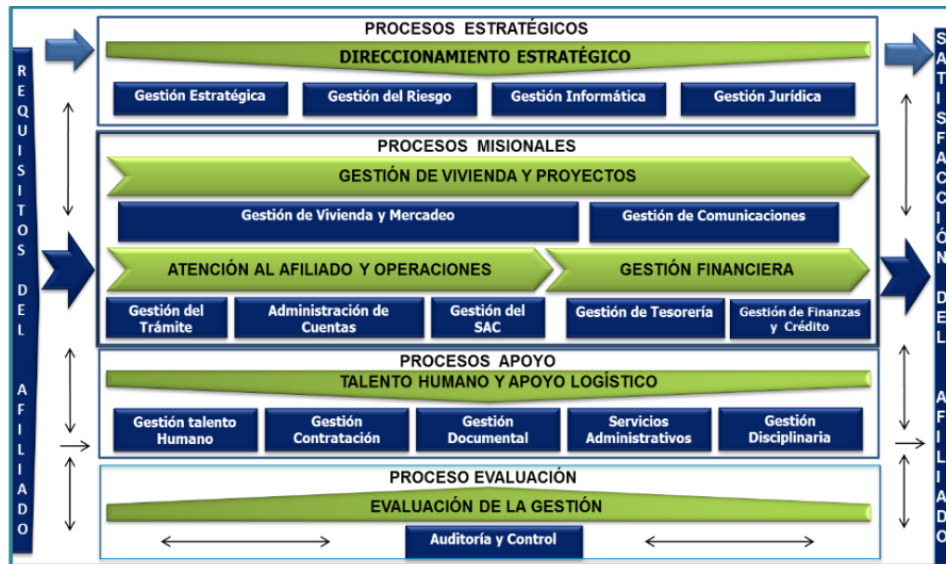 REQUISITOS DEL AFILIADO
PROCESOS ESTRATÉGICOS
DIRECCIONAMIENTO ESTRATÉGICO
Gestión Estratégica
Gestión del Riesgo
Gestión Informática
Gestión Jurídica
PROCESOS MISIONALES
GESTIÓN DE VIVIENDA Y PROYECTOS
Gestión de Vivienda y Mercadeo
Gestión de Comunicaciones
ATENCIÓN AL AFILIADO Y OPERACIONES
GESTIÓN FINANCIERA
Gestión del
Trámite
Administración de
Cuentas
Gestión del
SAC
Gestión de Tesorería
Gestión de Finanzas
y Crédito
PROCESOS APOYO
TALENTO HUMANO Y APOYO LOGÍSTICO
Gestión talento
Humano
Gestión
Contratación
Gestión
Documental
Servicios
Administrativos
Gestión
Disciplinaria
PROCESO EVALUACIÓN
EVALUACIÓN DE LA GESTIÓN
Auditoría y Control
SATISFACCIÓN DEL AFILIADO